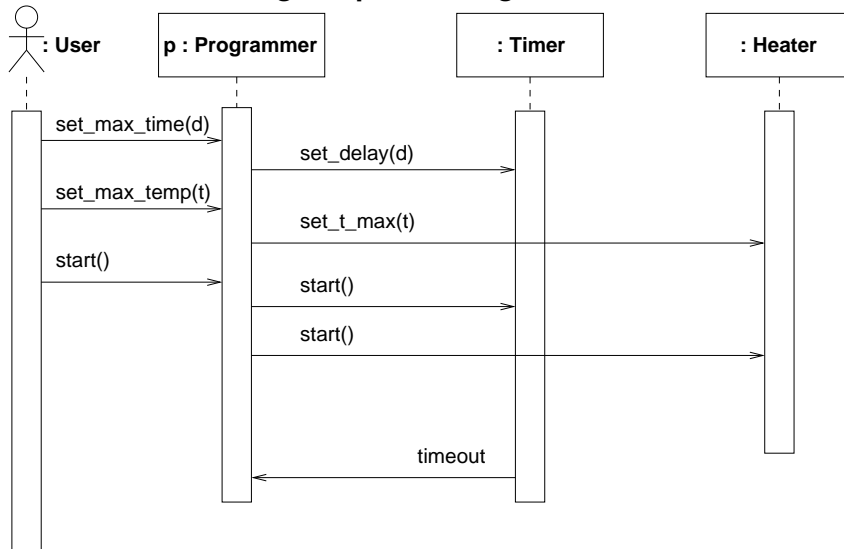 : User
p : Programmer
: Timer
: Heater
set_max_time(d)
set_delay(d)
set_max_temp(t)
set_t_max(t)
start()
start()
start()
timeout